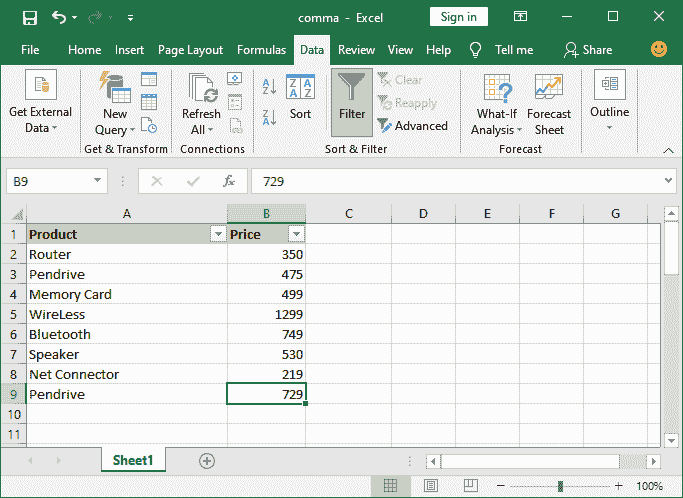 comma - Excel
Sign in
File Home Insert Page Layout Formulas Data Review View Help Tell me Share
Get External Data
New Query
Refresh All
A Z
Z A
Z A A Z
Sort
Filter
Clear
Reapply
Advanced
What-If Analysis
Forecast Sheet
Outline
Get & Transform Connections Sort & Filter Forecast
B9 fx 729
A B C D E F G
1 Product Price
2 Router 350
3 Pendrive 475
4 Memory Card 499
5 WireLess 1299
6 Bluetooth 749
7 Speaker 530
8 Net Connector 219
9 Pendrive 729
10
11
Sheet1
100%